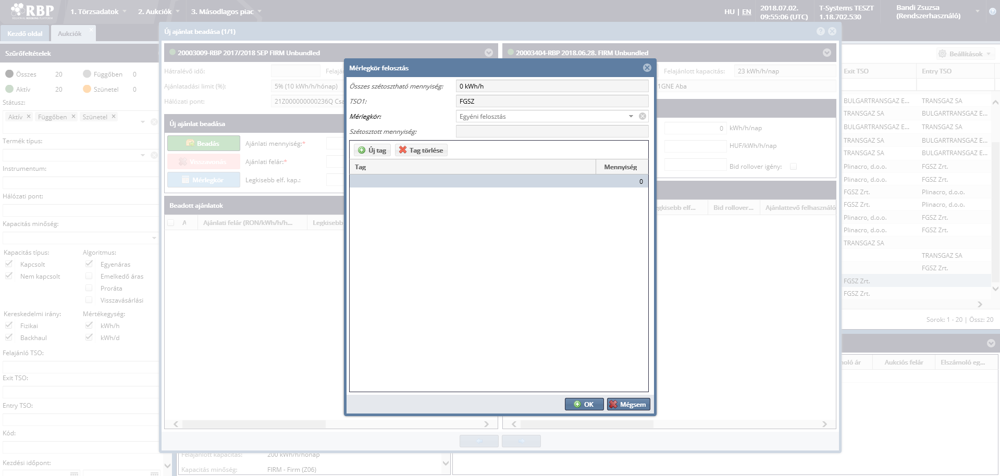 RBP
REGIONAL BOOKING PLATFORM
1. Törzsadatok
2. Aukciók
3. Másodlagos piac
HU | EN
2018.07.02.
09:55:06 (UTC)
T-Systems TESZT
1.18.702.530
Bandi Zsuzsa
(Rendszerhasználó)
Kezdő oldal
Aukciók
Szűrőfeltételek
Összes 20
Függőben 0
Aktív 20
Szünetel 0
Státusz:
Aktív
Függőben
Szünetel
Termék típus:
Instrumentum:
Hálózati pont:
Kapacitás minőség:
Kapacitás típus:
Algoritmus:
Kapcsolt
Egyenáras
Nem kapcsolt
Emelkedő áras
Proráta
Visszavásárlási
Kereskedelmi irány:
Mértékegység:
Fizikai
kWh/h
Backhaul
kWh/d
Felajánló TSO:
Exit TSO:
Entry TSO:
Kód:
Kezdési időpont:
Új ajánlat beadása (1/1)
20003009-RBP 2017/2018 SEP FIRM Unbundled
Hátralévő idő:
Felajá
Ajánlatadási limit (%):
5% (10 kWh/h/hónap)
Hálózati pont:
21Z000000000236Q Csa
Új ajánlat beadása
Beadás
Ajánlati mennyiség:*
Visszavonás
Ajánlati felár:*
Mérlegkör
Legkisebb elf. kap.:
Beadott ajánlatok
A
Ajánlati felár (RON/kWh/h/h...
Legkisebb
20003404-RBP 2018.06.28. FIRM Unbundled
Felajánlott kapacitás:
23 kWh/h/nap
1GNE Aba
0 kWh/h/nap
HUF/kWh/h/nap
Bid rollover igény:
egkisebb elf...
Bid rollover...
Ajánlattevő felhasználó
Mérlegkör felosztás
Összes szétosztható mennyiség: 0 kWh/h
TSO1: FGSZ
Mérlegkör: Egyéni felosztás
Szétosztott mennyiség:
Új tag
Tag törlése
Tag
Mennyiség
0
OK
Mégsem
Beállítások
Exit TSO
Entry TSO
BULGARTRANSGAZ E... TRANSGAZ SA
TRANSGAZ SA BULGARTRANSGAZ E...
BULGARTRANSGAZ E... TRANSGAZ SA
TRANSGAZ SA BULGARTRANSGAZ E...
TRANSGAZ SA BULGARTRANSGAZ E...
Plinacro, d.o.o. FGSZ Zrt.
Plinacro, d.o.o. FGSZ Zrt.
FGSZ Zrt. Plinacro, d.o.o.
FGSZ Zrt. Plinacro, d.o.o.
Plinacro, d.o.o. FGSZ Zrt.
Plinacro, d.o.o. FGSZ Zrt.
TRANSGAZ SA
TRANSGAZ SA
FGSZ Zrt.
FGSZ Zrt.
FGSZ Zrt.
Sorok: 1 - 20 | Össz: 20
noló ár
Aukciós felár
Elszámoló eg...
Felajánlott kapacitás: 200 kWh/h/hónap
Kapacitás minőség: FIRM - Firm (Z06)